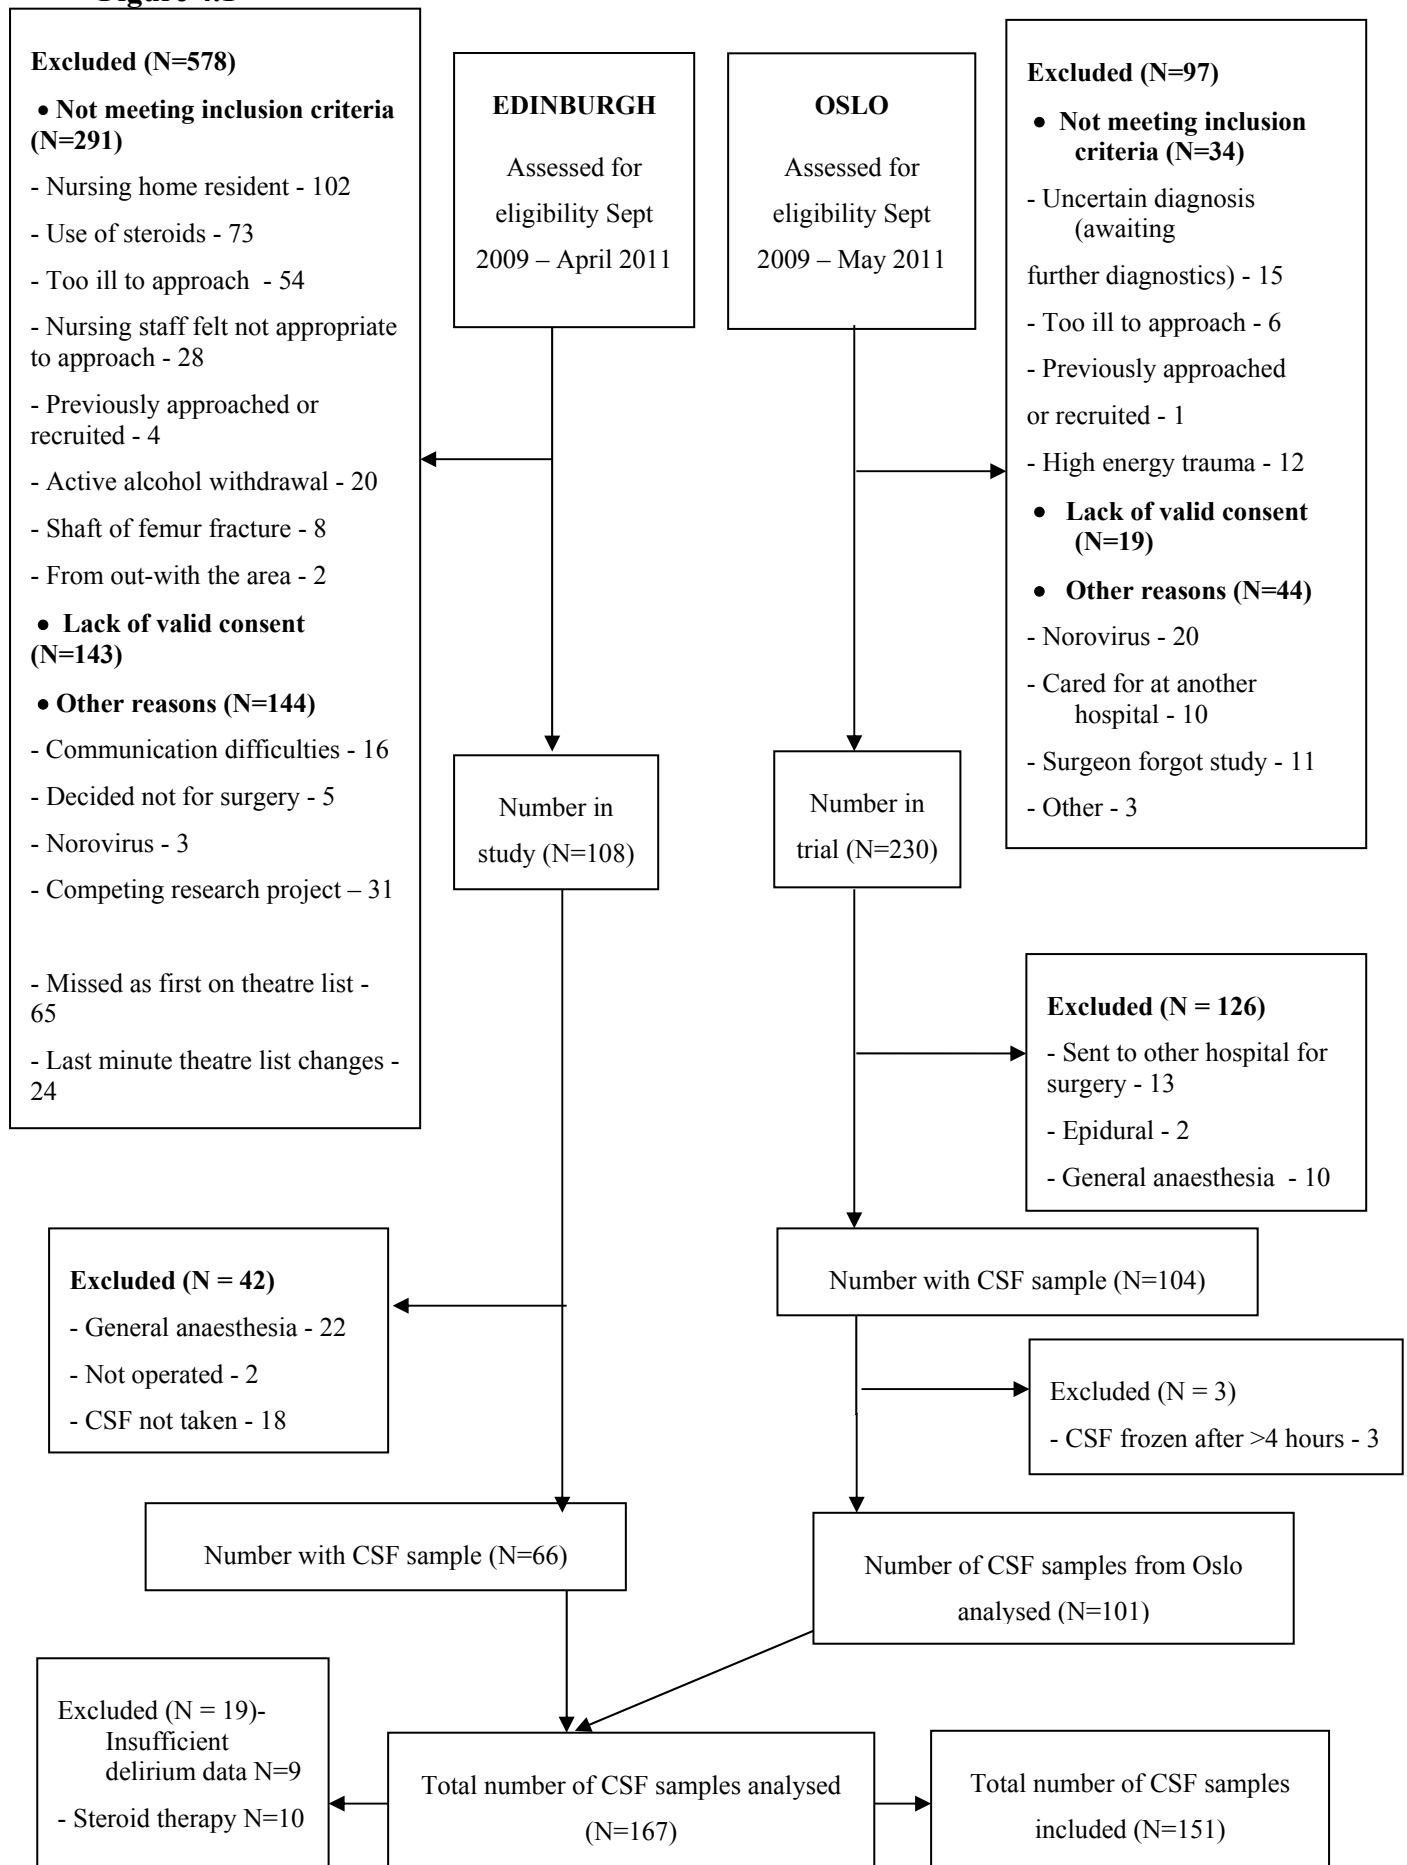 Excluded (N=578)
• Not meeting inclusion criteria
(N=291)
- Nursing home resident - 102
- Use of steroids - 73
- Too ill to approach - 54
- Nursing staff felt not appropriate
to approach - 28
- Previously approached or
recruited - 4
- Active alcohol withdrawal - 20
- Shaft of femur fracture - 8
- From out-with the area - 2
• Lack of valid consent
(N=143)
• Other reasons (N=144)
- Communication difficulties - 16
- Decided not for surgery - 5
- Norovirus - 3
- Competing research project – 31
- Missed as first on theatre list -
65
- Last minute theatre list changes -
24
EDINBURGH
Assessed for
eligibility Sept
2009 – April 2011
OSLO
Assessed for
eligibility Sept
2009 – May 2011
Excluded (N=97)
• Not meeting inclusion
criteria (N=34)
- Uncertain diagnosis
(awaiting
further diagnostics) - 15
- Too ill to approach - 6
- Previously approached
or recruited - 1
- High energy trauma - 12
• Lack of valid consent
(N=19)
• Other reasons (N=44)
- Norovirus - 20
- Cared for at another
hospital - 10
- Surgeon forgot study - 11
- Other - 3
Number in
study (N=108)
Number in
trial (N=230)
Excluded (N = 126)
- Sent to other hospital for
surgery - 13
- Epidural - 2
- General anaesthesia - 10
Excluded (N = 42)
- General anaesthesia - 22
- Not operated - 2
- CSF not taken - 18
Number with CSF sample (N=104)
Excluded (N = 3)
- CSF frozen after >4 hours - 3
Number with CSF sample (N=66)
Number of CSF samples from Oslo
analysed (N=101)
Excluded (N = 19)-
Insufficient
delirium data N=9
- Steroid therapy N=10
Total number of CSF samples analysed
(N=167)
Total number of CSF samples
included (N=151)